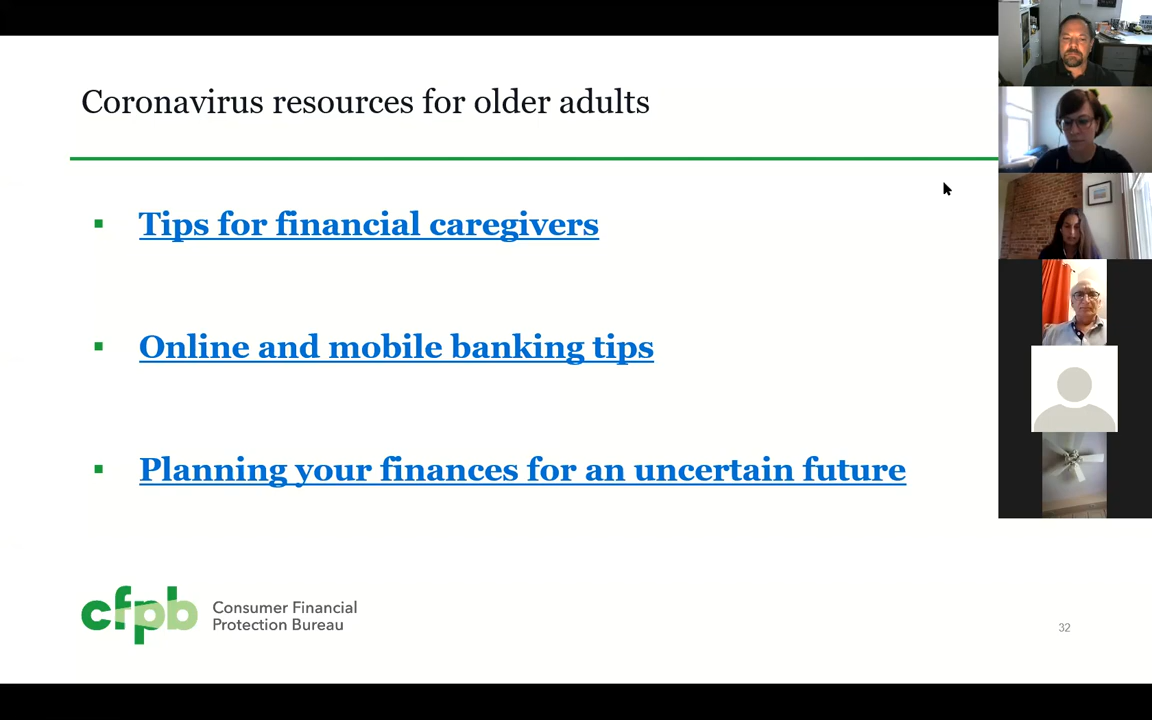 Coronavirus resources for older adults
Tips for financial caregivers
Online and mobile banking tips
Planning your finances for an uncertain future
cfpb
Consumer Financial
Protection Bureau
32